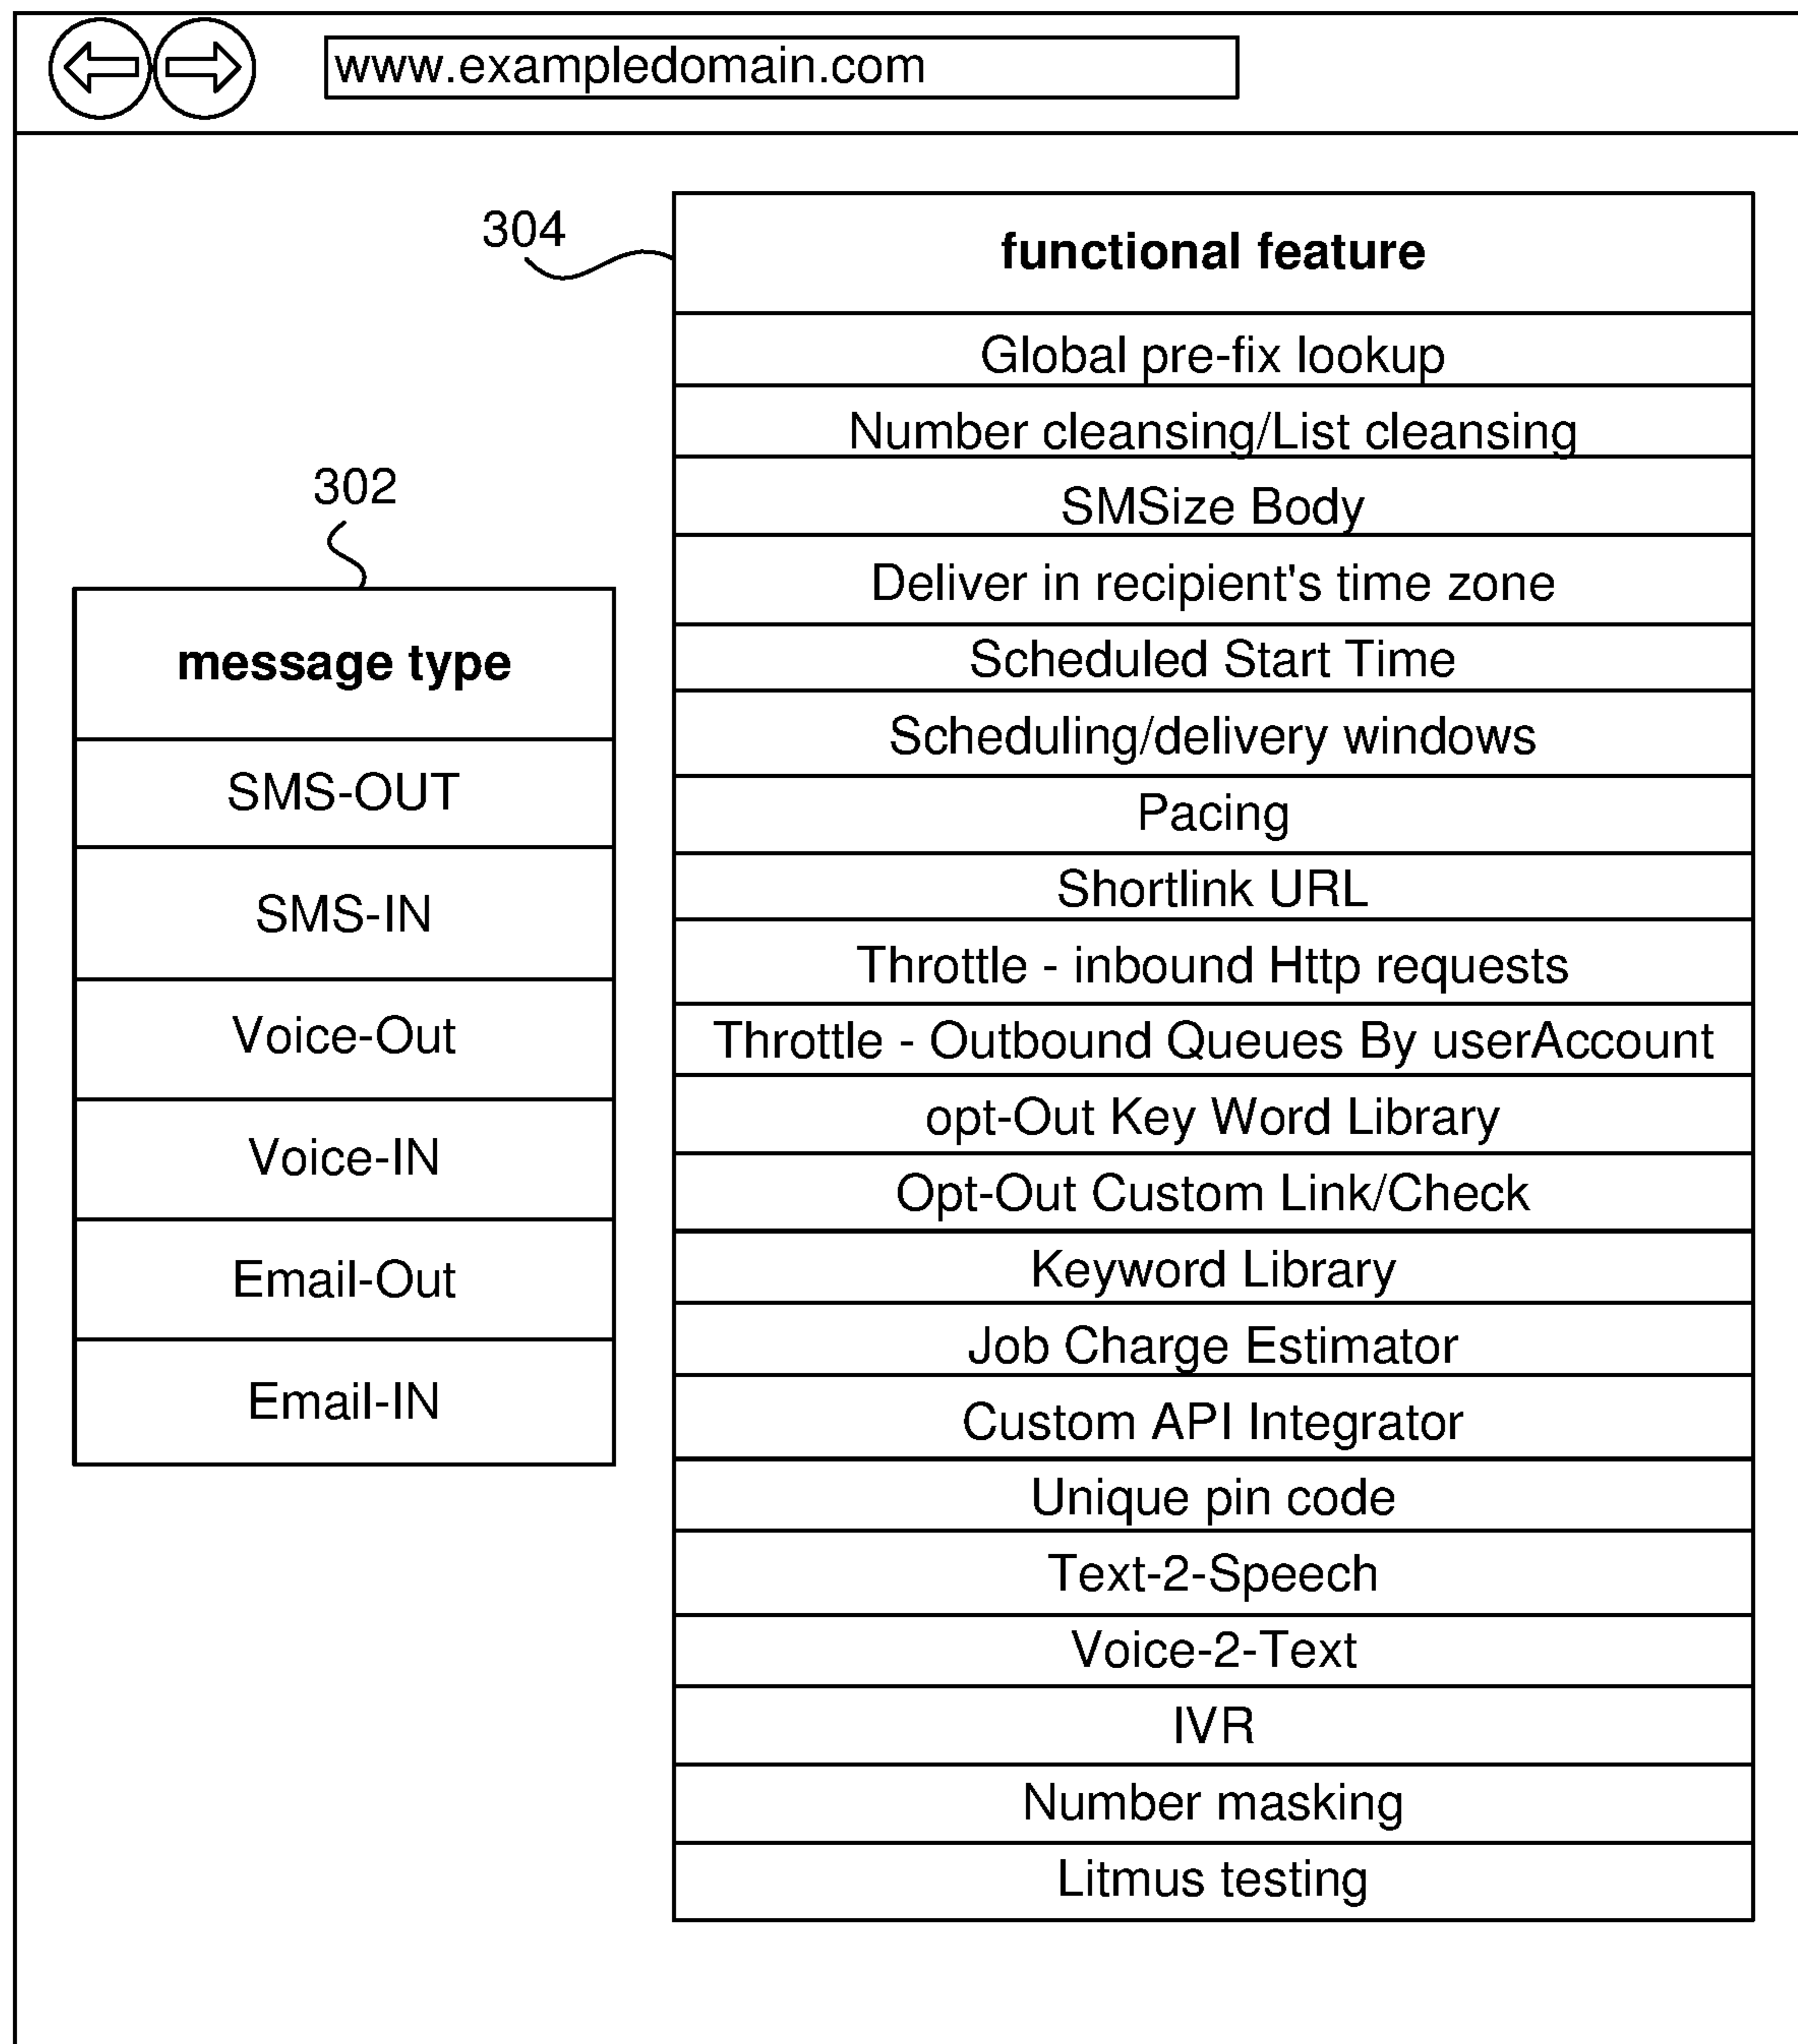 www.exampledomain.com
304
functional feature
Global pre-fix lookup
Number cleansing/List cleansing
SMSize Body
Deliver in recipient's time zone
Scheduled Start Time
Scheduling/delivery windows
Pacing
Shortlink URL
Throttle - inbound Http requests
Throttle - Outbound Queues By userAccount
opt-Out Key Word Library
Opt-Out Custom Link/Check
Keyword Library
Job Charge Estimator
Custom API Integrator
Unique pin code
Text-2-Speech
Voice-2-Text
IVR
Number masking
Litmus testing
302
message type
SMS-OUT
SMS-IN
Voice-Out
Voice-IN
Email-Out
Email-IN